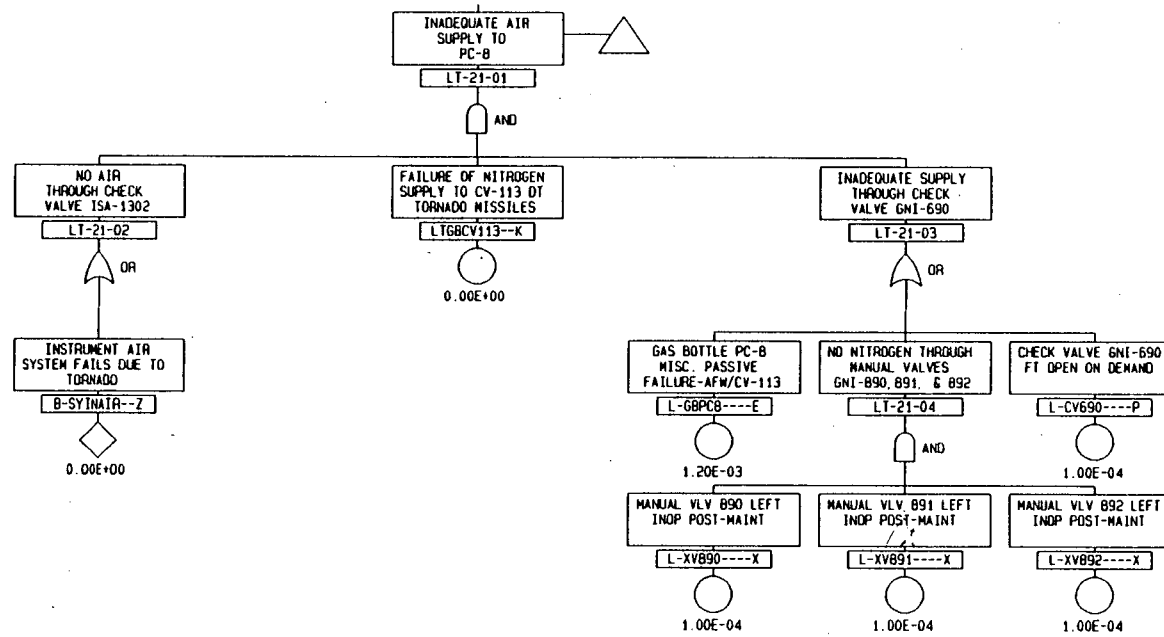 INADEQUATE AIR
SUPPLY TO
PC-8
LT-21-01
AND
NO AIR
THROUGH CHECK
VALVE ISA-1302
LT-21-02
OR
FAILURE OF NITROGEN
SUPPLY TO CV-113 DT
TORNADO MISSILES
LTGBCV113--K
0.00E+00
INADEQUATE SUPPLY
THROUGH CHECK
VALVE GNI-690
LT-21-03
OR
INSTRUMENT AIR
SYSTEM FAILS DUE TO
TORNADO
B-SYINAIR--Z
0.00E+00
GAS BOTTLE PC-8
MISC. PASSIVE
FAILURE-AFW/CV-113
L-GBPC8----E
1.20E-03
NO NITROGEN THROUGH
MANUAL VALVES
GNI-890, 891, & 892
LT-21-04
AND
CHECK VALVE GNI-690
FT OPEN ON DEMAND
L-CV690----P
1.00E-04
MANUAL VLV 890 LEFT
INOP POST-MAINT
L-XV890----X
1.00E-04
MANUAL VLV 891 LEFT
INOP POST-MAINT
L-XV891----X
1.00E-04
MANUAL VLV 892 LEFT
INOP POST-MAINT
L-XV892----X
1.00E-04